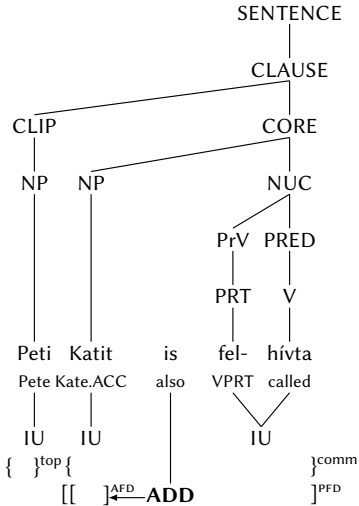 SENTENCE
CLAUSE
CLIP CORE
NP NP NUC
PrV PRED
PRT V
Peti Katit is fel- hívta
Pete Kate.ACC also VPRT called
IU IU IU
{ }top { }comm
[[ ]AFD ADD ]PFD